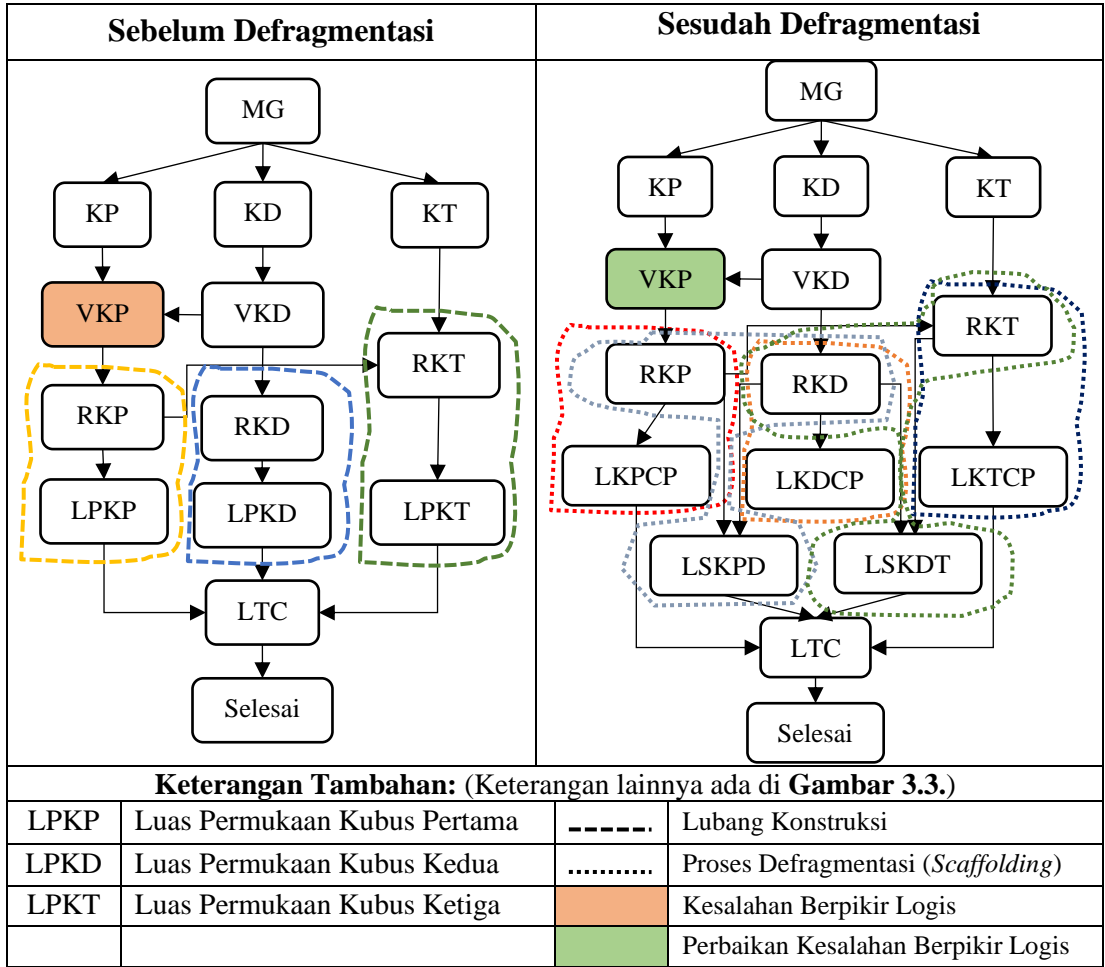 Sebelum Defragmentasi
MG
KP KD KT
VKP VKD
RKT
RKP RKD
LPKP LPKD LPKT
LTC
Selesai
Sesudah Defragmentasi
MG
KP KD KT
VKP VKD
RKT
RKP RKD
LKPCP LKDCP LKTCP
LSKPD LSKDT
LTC
Selesai
Keterangan Tambahan: (Keterangan lainnya ada di Gambar 3.3.)
LPKP Luas Permukaan Kubus Pertama Lubang Konstruksi
LPKD Luas Permukaan Kubus Kedua Proses Defragmentasi (Scaffolding)
LPKT Luas Permukaan Kubus Ketiga Kesalahan Berpikir Logis
Perbaikan Kesalahan Berpikir Logis